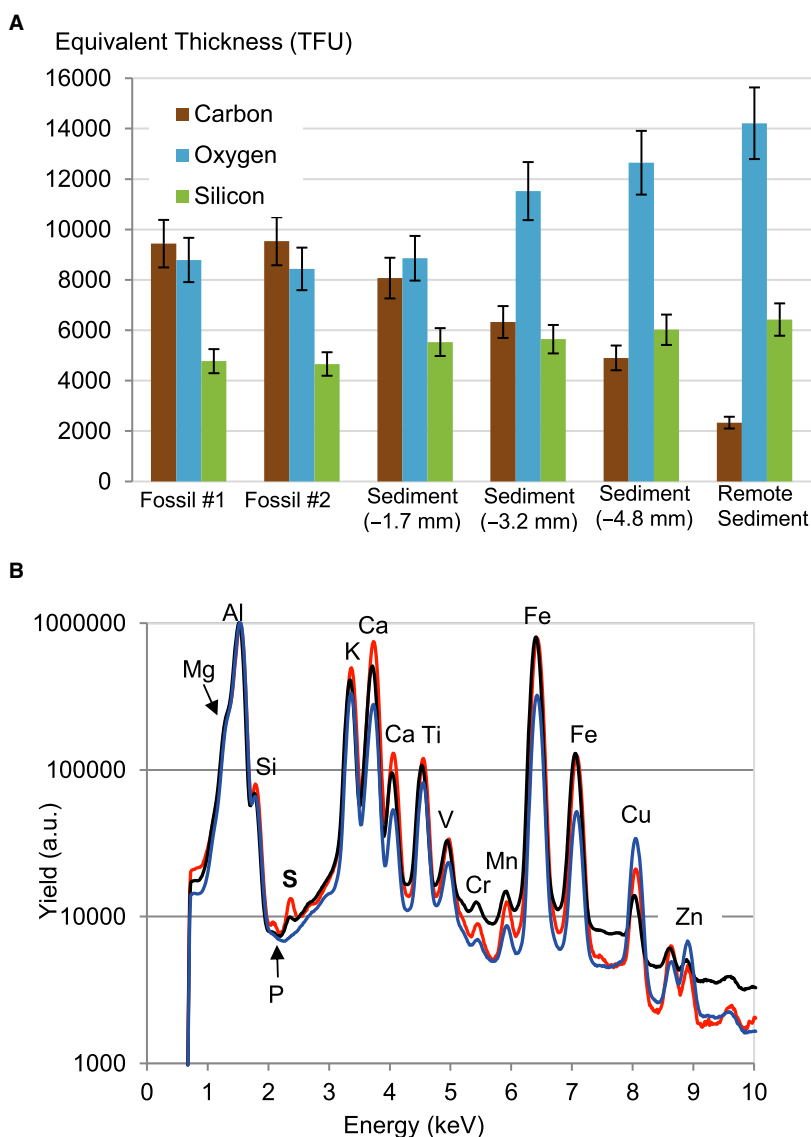 A
Equivalent Thickness (TFU)
16000
14000
12000
10000
8000
6000
4000
2000
0
Carbon
Oxygen
Silicon
Fossil #1
Fossil #2
Sediment
(−1.7 mm)
Sediment
(−3.2 mm)
Sediment
(−4.8 mm)
Remote
Sediment
B
Yield (a.u.)
1000000
100000
10000
1000
Mg
Al
Si
P
S
K
Ca
Ca
Ti
V
Cr
Mn
Fe
Fe
Cu
Zn
0 1 2 3 4 5 6 7 8 9 10
Energy (keV)